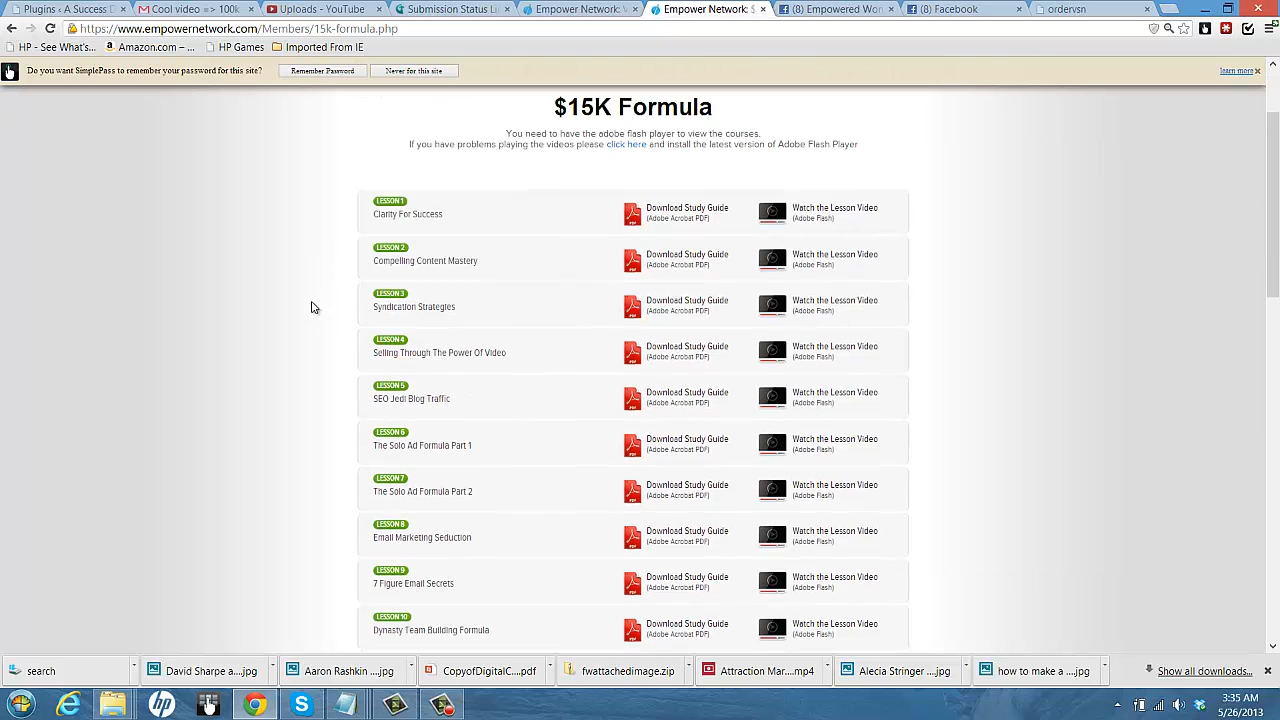 Plugins ‹ A Success D
Cool video => 100k
Uploads - YouTube
Submission Status Li
Empower Network: V
Empower Network: $
(8) Empowered Wor
(8) Facebook
ordervsn
https://www.empowernetwork.com/Members/15k-formula.php
HP - See What's...
Amazon.com – ...
HP Games
Imported From IE
Do you want SimplePass to remember your password for this site?
Remember Password
Never for this site
learn more
$15K Formula
You need to have the adobe flash player to view the courses.
If you have problems playing the videos please click here and install the latest version of Adobe Flash Player
LESSON 1
Clarity For Success
Download Study Guide
(Adobe Acrobat PDF)
Watch the Lesson Video
(Adobe Flash)
LESSON 2
Compelling Content Mastery
Download Study Guide
(Adobe Acrobat PDF)
Watch the Lesson Video
(Adobe Flash)
LESSON 3
Syndication Strategies
Download Study Guide
(Adobe Acrobat PDF)
Watch the Lesson Video
(Adobe Flash)
LESSON 4
Selling Through The Power Of Video
Download Study Guide
(Adobe Acrobat PDF)
Watch the Lesson Video
(Adobe Flash)
LESSON 5
SEO Jedi Blog Traffic
Download Study Guide
(Adobe Acrobat PDF)
Watch the Lesson Video
(Adobe Flash)
LESSON 6
The Solo Ad Formula Part 1
Download Study Guide
(Adobe Acrobat PDF)
Watch the Lesson Video
(Adobe Flash)
LESSON 7
The Solo Ad Formula Part 2
Download Study Guide
(Adobe Acrobat PDF)
Watch the Lesson Video
(Adobe Flash)
LESSON 8
Email Marketing Seduction
Download Study Guide
(Adobe Acrobat PDF)
Watch the Lesson Video
(Adobe Flash)
LESSON 9
7 Figure Email Secrets
Download Study Guide
(Adobe Acrobat PDF)
Watch the Lesson Video
(Adobe Flash)
LESSON 10
Dynasty Team Building Formula
Download Study Guide
(Adobe Acrobat PDF)
Watch the Lesson Video
(Adobe Flash)
search
David Sharpe a....jpg
Aaron Rashkin ....jpg
CopyofDigitalC....pdf
fwattachedimage.zip
Attraction Mar....mp4
Alecia Stringer ....jpg
how to make a ....jpg
Show all downloads...
3:35 AM
5/26/2013